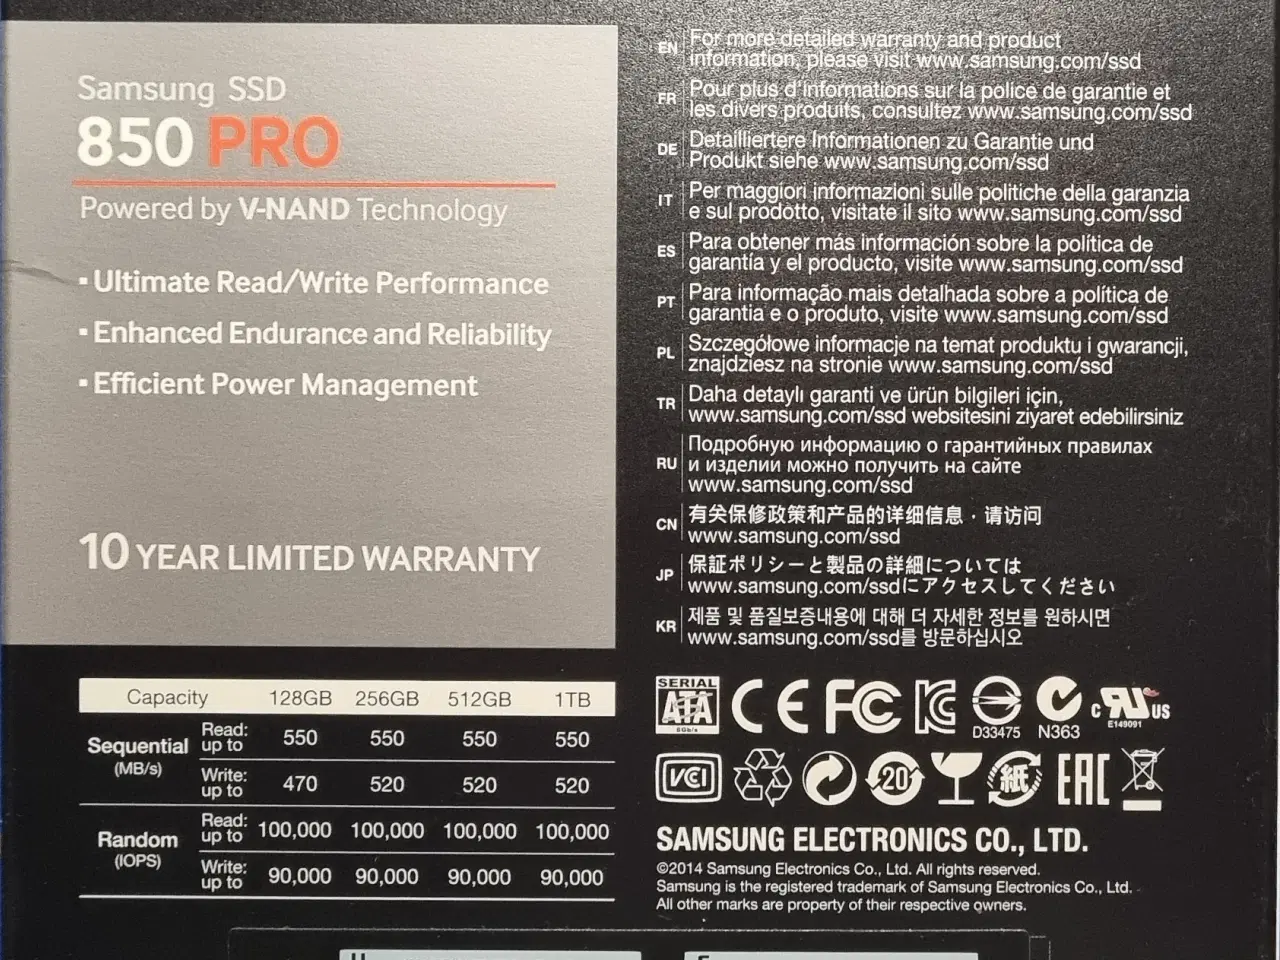 Samsung SSD
850 PRO
Powered by V-NAND Technology
▪ Ultimate Read/Write Performance
▪ Enhanced Endurance and Reliability
▪ Efficient Power Management
10 YEAR LIMITED WARRANTY
Capacity 128GB 256GB 512GB 1TB
Sequential (MB/s) Read: up to 550 550 550 550
Write: up to 470 520 520 520
Random (IOPS) Read: up to 100,000 100,000 100,000 100,000
Write: up to 90,000 90,000 90,000 90,000
EN For more detailed warranty and product
information, please visit www.samsung.com/ssd
FR Pour plus d'informations sur la police de garantie et
les divers produits, consultez www.samsung.com/ssd
DE Detailliertere Informationen zu Garantie und
Produkt siehe www.samsung.com/ssd
IT Per maggiori informazioni sulle politiche della garanzia
e sul prodotto, visitate il sito www.samsung.com/ssd
ES Para obtener más información sobre la política de
garantía y el producto, visite www.samsung.com/ssd
PT Para informação mais detalhada sobre a política de
garantia e o produto, visite www.samsung.com/ssd
PL Szczegółowe informacje na temat produktu i gwarancji,
znajdziesz na stronie www.samsung.com/ssd
TR Daha detaylı garanti ve ürün bilgileri için,
www.samsung.com/ssd websitesini ziyaret edebilirsiniz
RU Подробную информацию о гарантийных правилах
и изделии можно получить на сайте
www.samsung.com/ssd
CN 有关保修政策和产品的详细信息，请访问
www.samsung.com/ssd
JP 保証ポリシーと製品の詳細については
www.samsung.com/ssdにアクセスしてください
KR 제품 및 품질보증내용에 대해 더 자세한 정보를 원하시면
www.samsung.com/ssd를 방문하십시오
SERIAL ATA 6Gb/s CE FC KC D33475 N363 c RU US E149091
VCI 20 紙 EAC
SAMSUNG ELECTRONICS CO., LTD.
©2014 Samsung Electronics Co., Ltd. All rights reserved.
Samsung is the registered trademark of Samsung Electronics Co., Ltd.
All other marks are property of their respective owners.